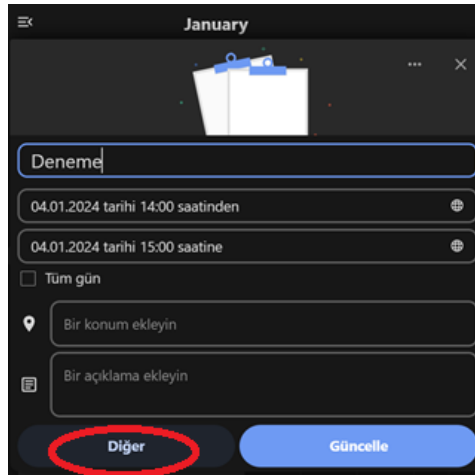 January
Deneme
04.01.2024 tarihi 14:00 saatinden
04.01.2024 tarihi 15:00 saatine
Tüm gün
Bir konum ekleyin
Bir açıklama ekleyin
Diğer
Güncelle